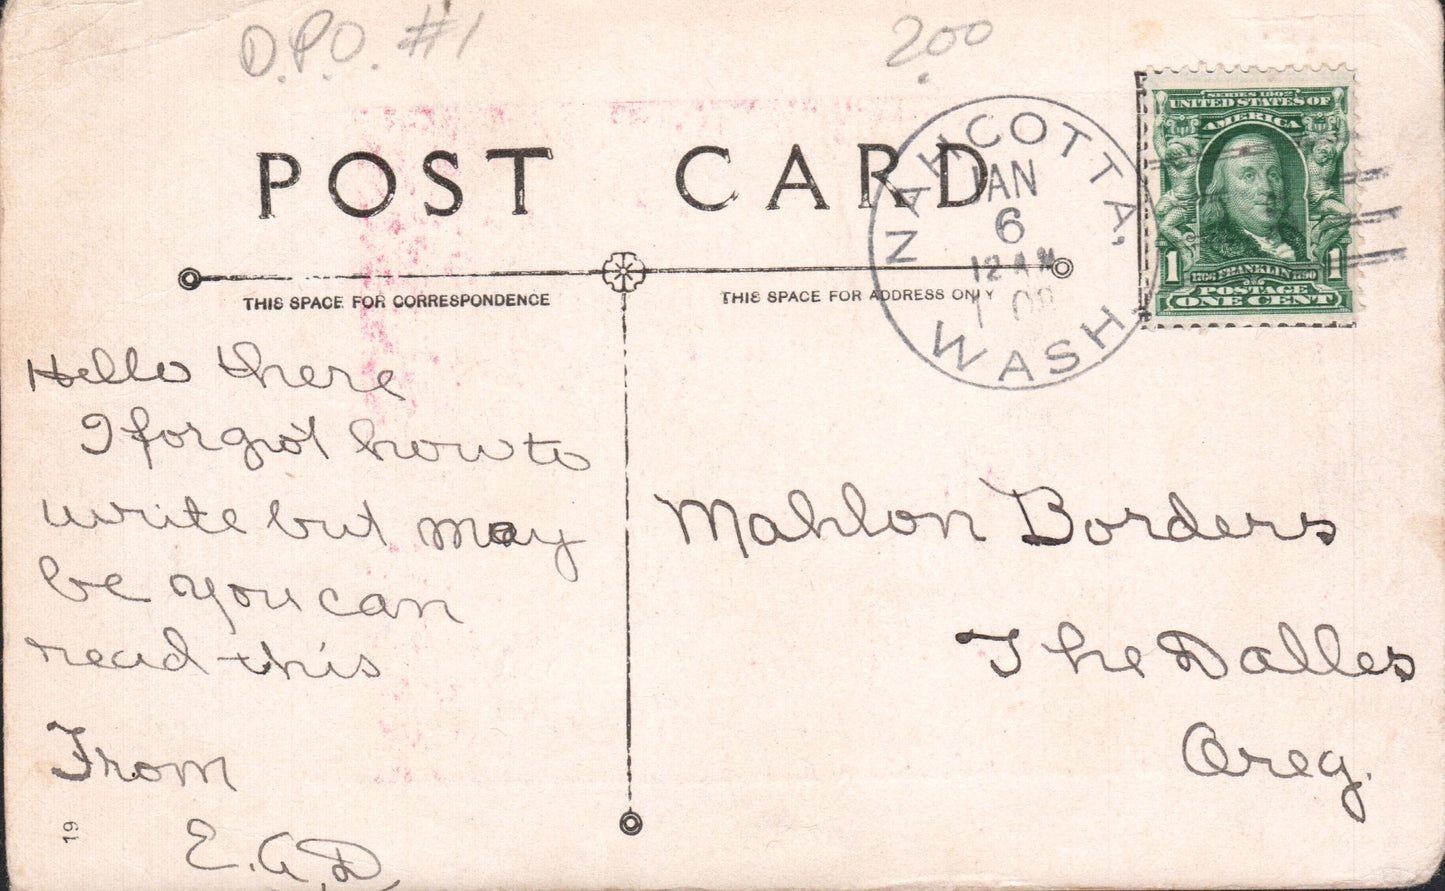 D.P.O. #1
2.00
POST CARD
NAHCOTTA, WASH.
JAN
6
12 AM
SERIES 1902
UNITED STATES OF
AMERICA
1 1706 FRANKLIN 1790 1
POSTAGE
ONE CENT
THIS SPACE FOR CORRESPONDENCE
THIS SPACE FOR ADDRESS ONLY
Hello there
I forgot how to
write but may
be you can
read this
From
E.A.D.
Mahlon Borders
The Dalles
Oreg.
19